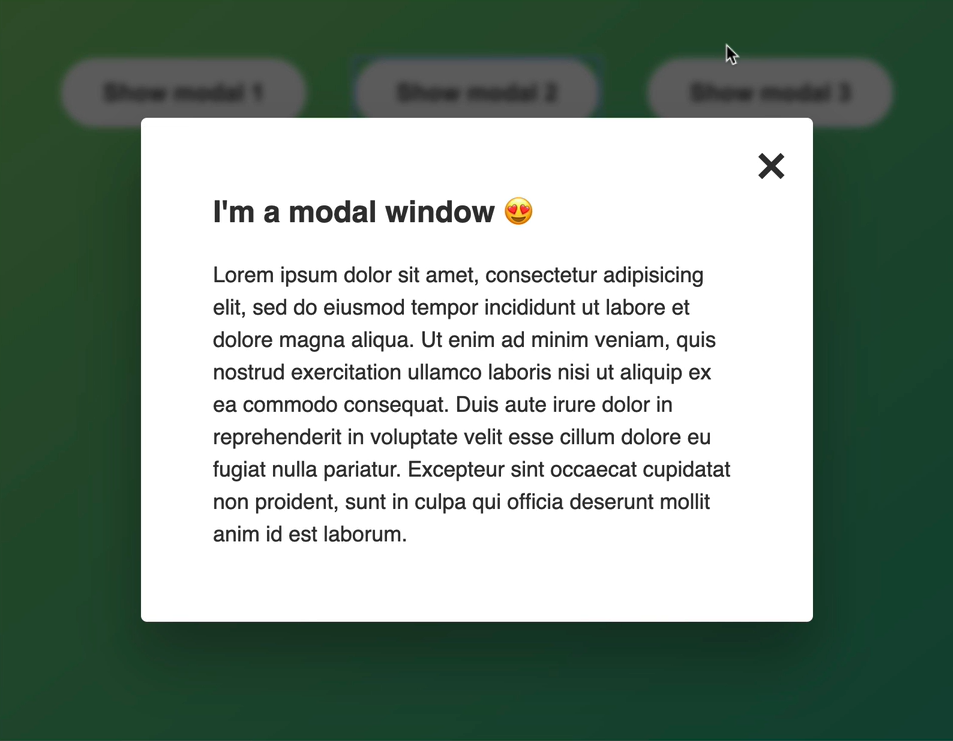 Show modal 1 Show modal 2 Show modal 3
I'm a modal window 😍
Lorem ipsum dolor sit amet, consectetur adipisicing
elit, sed do eiusmod tempor incididunt ut labore et
dolore magna aliqua. Ut enim ad minim veniam, quis
nostrud exercitation ullamco laboris nisi ut aliquip ex
ea commodo consequat. Duis aute irure dolor in
reprehenderit in voluptate velit esse cillum dolore eu
fugiat nulla pariatur. Excepteur sint occaecat cupidatat
non proident, sunt in culpa qui officia deserunt mollit
anim id est laborum.